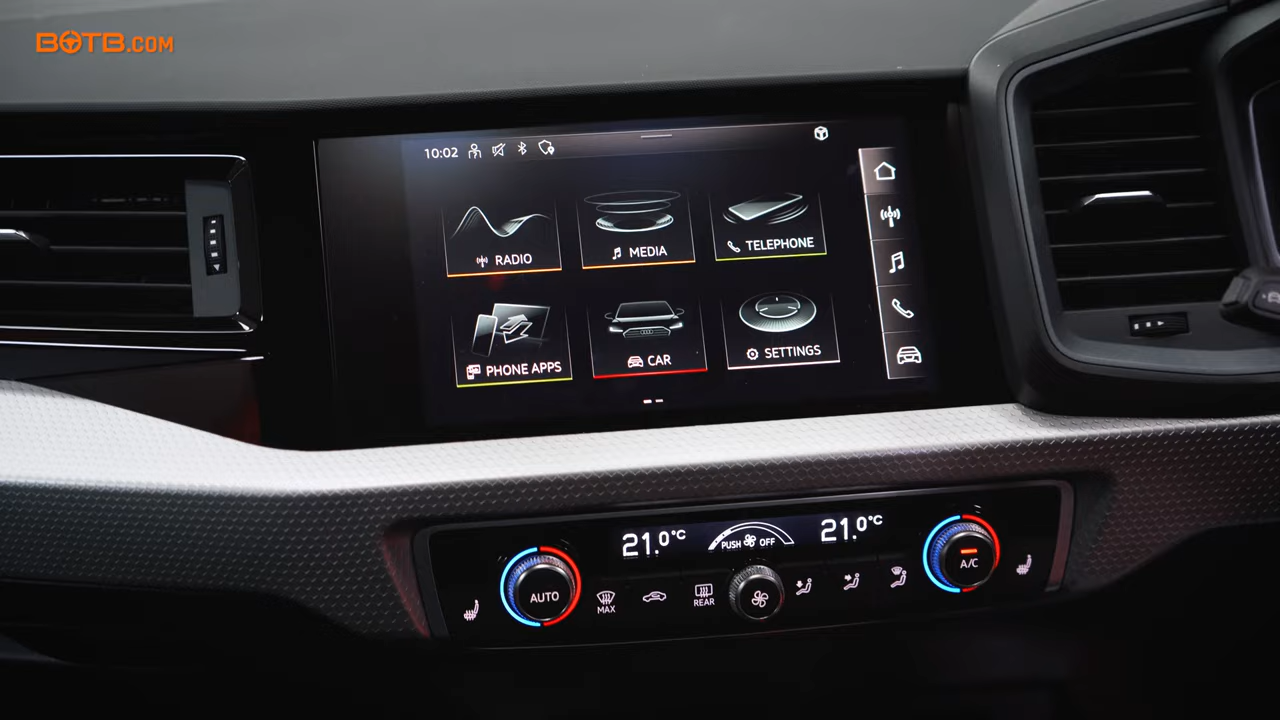 BOTB.COM
10:02
RADIO
MEDIA
TELEPHONE
PHONE APPS
CAR
SETTINGS
21.0°C
PUSH OFF
21.0°C
AUTO
MAX
REAR
A/C